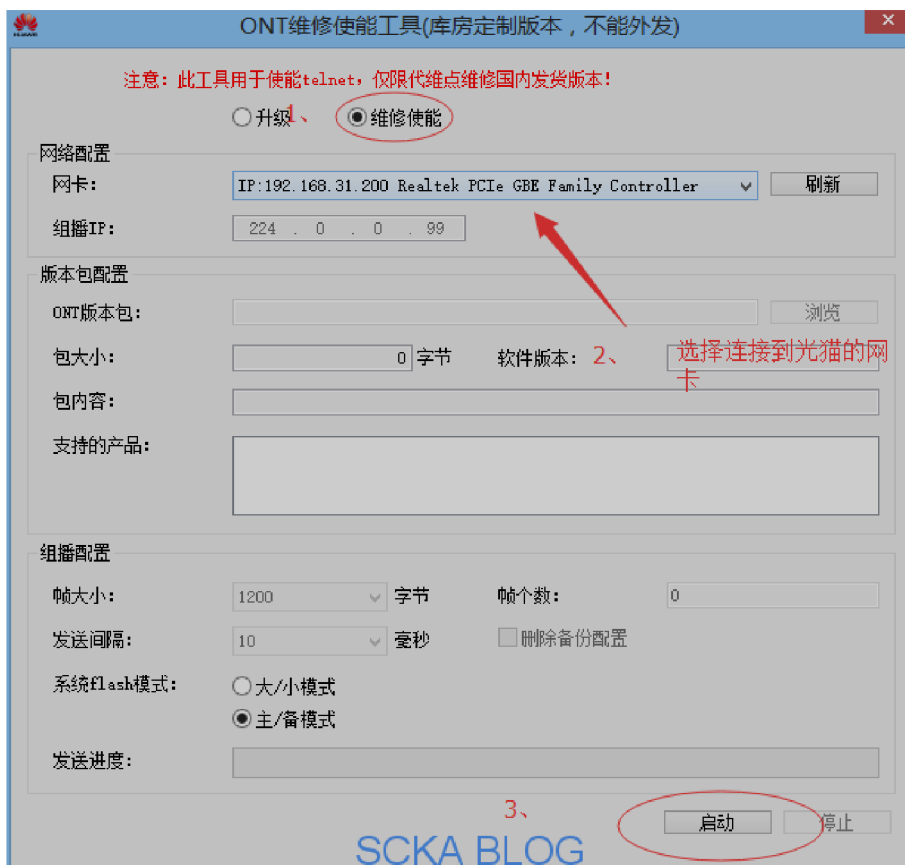 HUAWEI
ONT维修使能工具(库房定制版本，不能外发)
注意：此工具用于使能telnet，仅限代维点维修国内发货版本！
升级
1、
维修使能
网络配置
网卡：
IP:192.168.31.200 Realtek PCIe GBE Family Controller
刷新
组播IP：
224 . 0 . 0 . 99
版本包配置
ONT版本包：
浏览
包大小：
0 字节
软件版本：
2、
选择连接到光猫的网
卡
包内容：
支持的产品：
组播配置
帧大小：
1200
字节
帧个数：
0
发送间隔：
10
毫秒
删除备份配置
系统flash模式：
大/小模式
主/备模式
发送进度：
3、
启动
停止
SCKA BLOG